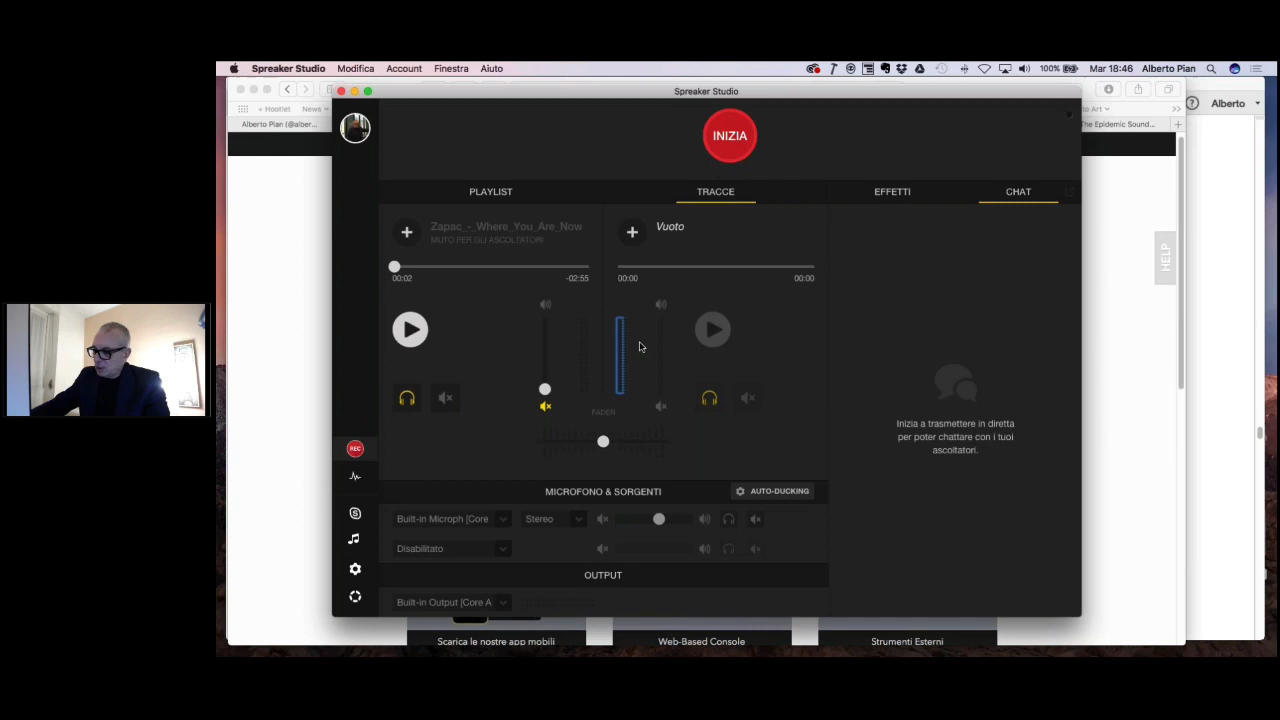 Spreaker Studio Modifica Account Finestra Aiuto 100% Mar 18:46 Alberto Pian
Spreaker Studio
+ Hootlet News
to Art
Alberto
Alberto Pian (@alber...
The Epidemic Sound...
INIZIA
PLAYLIST TRACCE EFFETTI CHAT
Zapac_-_Where_You_Are_Now
MUTO PER GLI ASCOLTATORI
Vuoto
00:02 -02:55 00:00 00:00
HELP
FADER
Inizia a trasmettere in diretta
per poter chattare con i tuoi
ascoltatori.
REC
MICROFONO & SORGENTI AUTO-DUCKING
Built-in Microph [Core Stereo
Disabilitato
OUTPUT
Built-in Output [Core A
Scarica le nostre app mobili Web-Based Console Strumenti Esterni